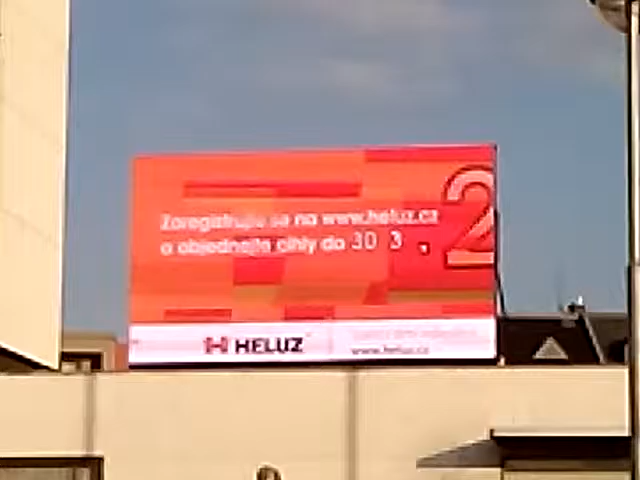 Zaregistrujte se na www.heluz.cz
a objednejte cihly do 30 3 .
2
HELUZ
www.heluz.cz